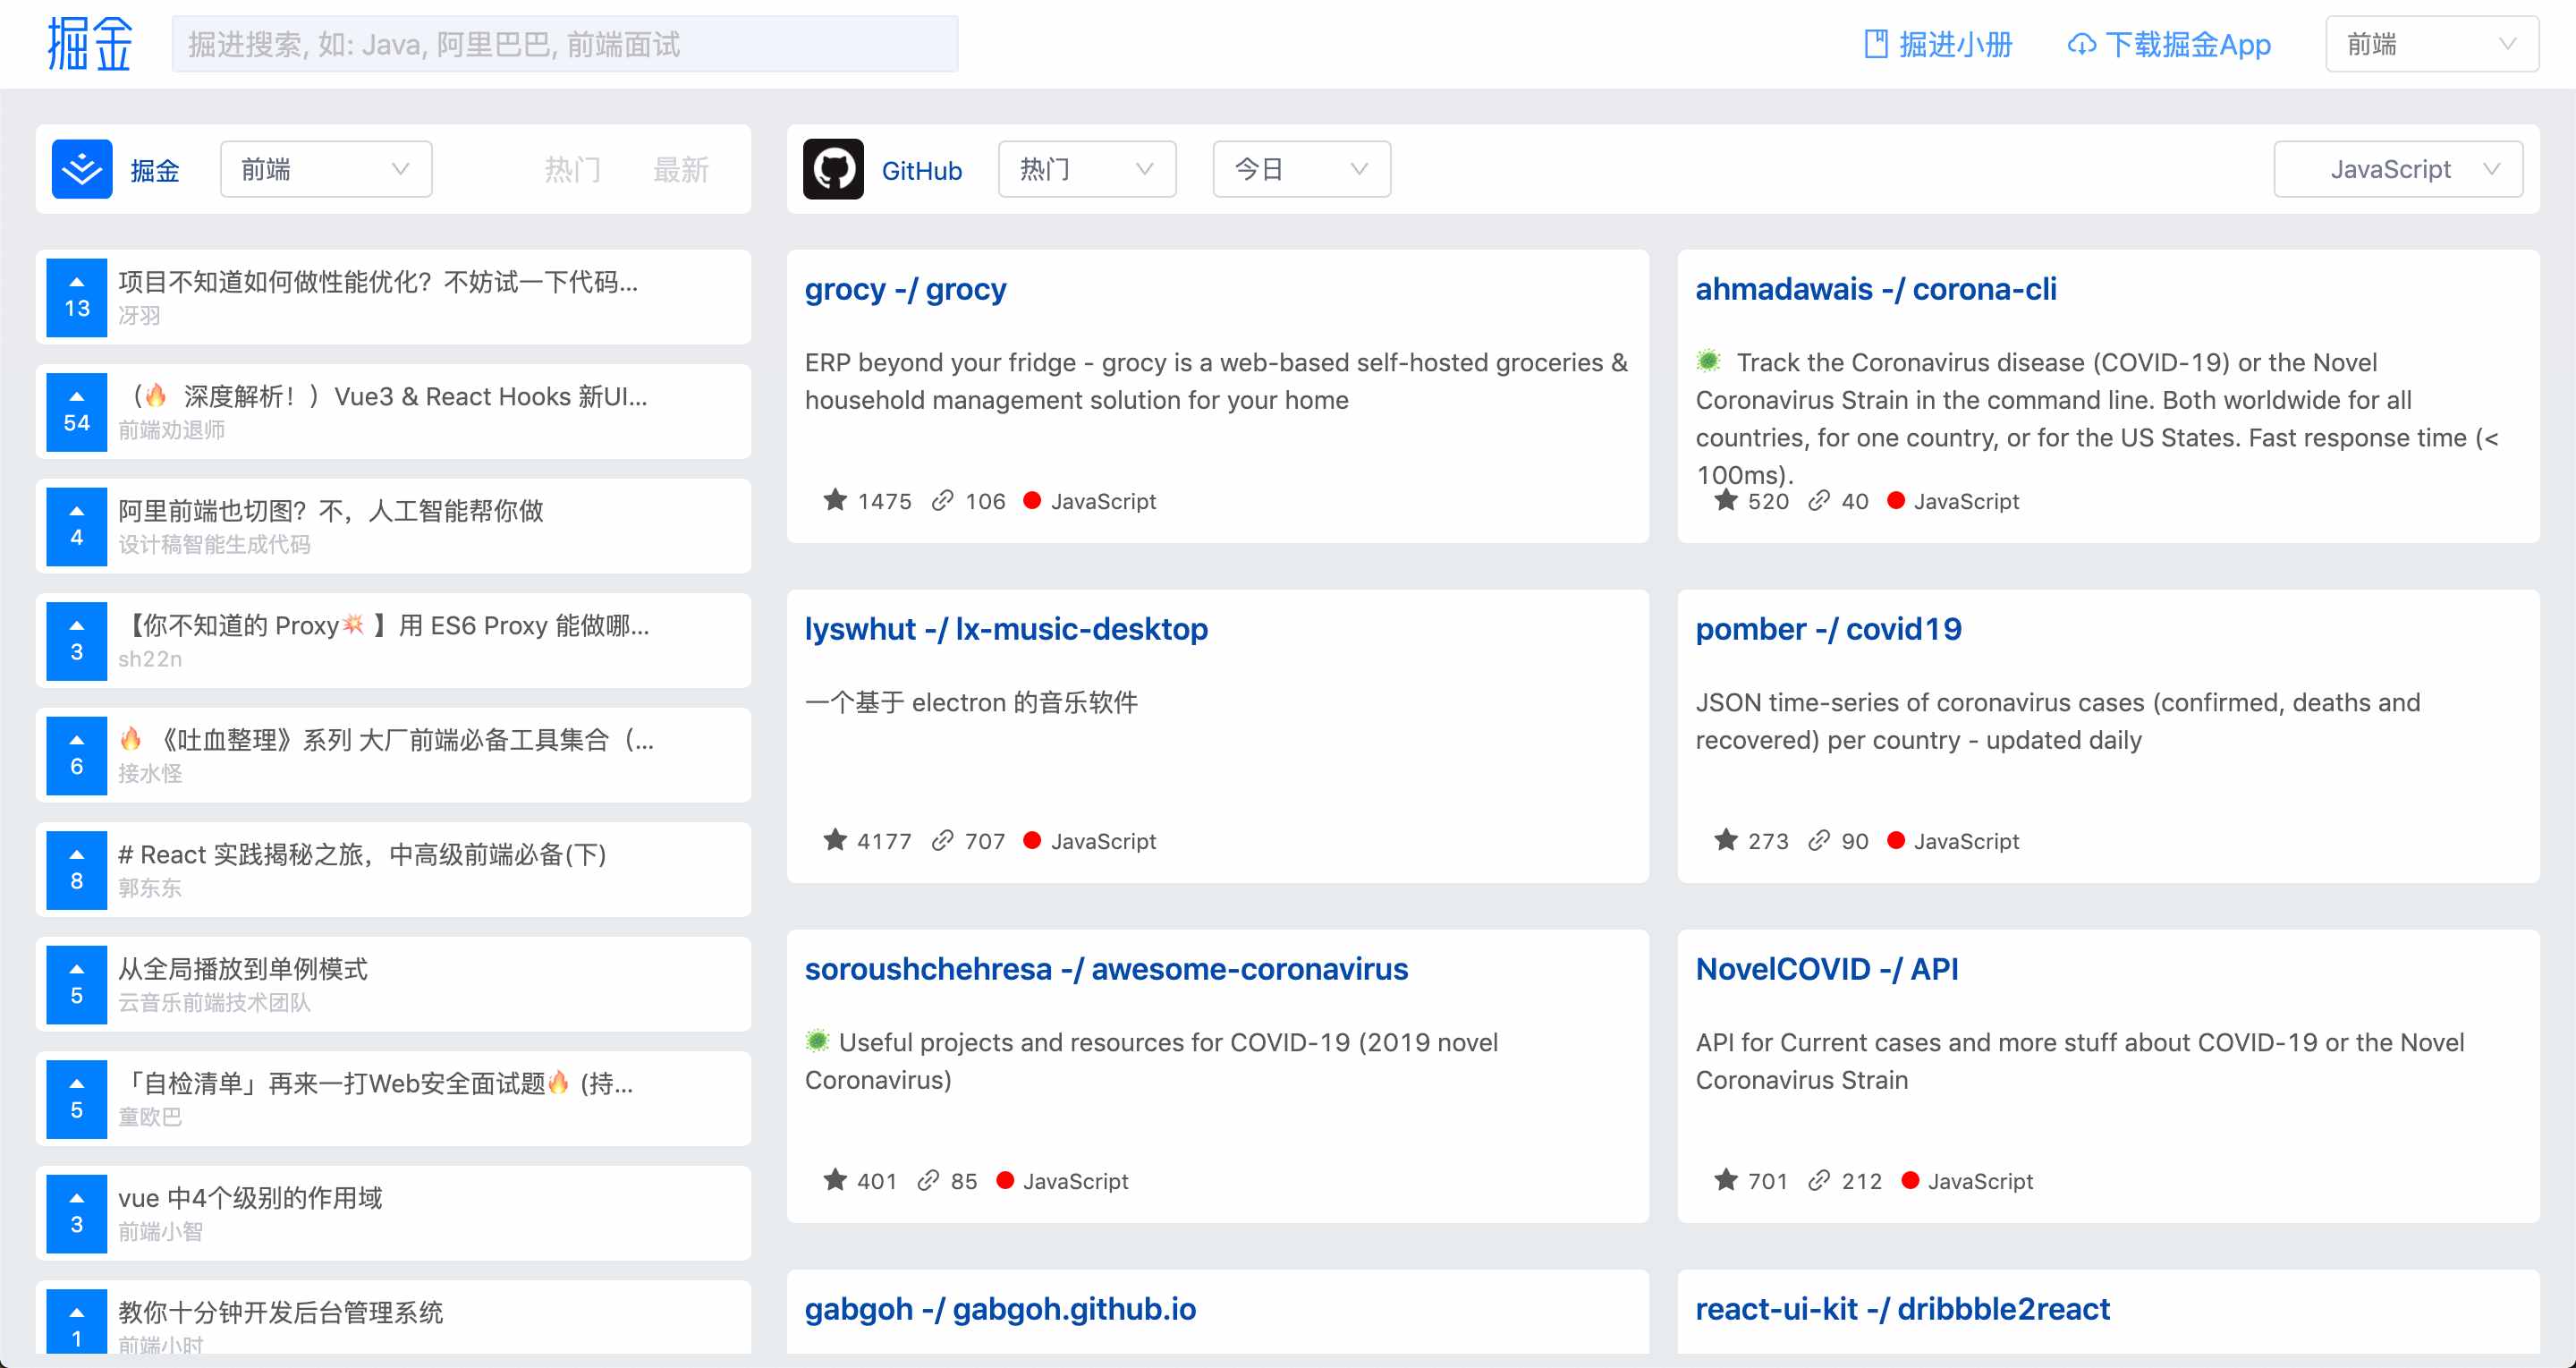 掘金
掘进搜索, 如: Java, 阿里巴巴, 前端面试
掘进小册
下载掘金App
前端
掘金
前端
热门
最新
GitHub
热门
今日
JavaScript
13
项目不知道如何做性能优化？不妨试一下代码...
冴羽
54
（🔥 深度解析！）Vue3 & React Hooks 新UI...
前端劝退师
4
阿里前端也切图？不，人工智能帮你做
设计稿智能生成代码
3
【你不知道的 Proxy💥 】用 ES6 Proxy 能做哪...
sh22n
6
🔥 《吐血整理》系列 大厂前端必备工具集合（...
接水怪
8
# React 实践揭秘之旅，中高级前端必备(下)
郭东东
5
从全局播放到单例模式
云音乐前端技术团队
5
「自检清单」再来一打Web安全面试题🔥 (持...
童欧巴
3
vue 中4个级别的作用域
前端小智
1
教你十分钟开发后台管理系统
前端小时
grocy -/ grocy
ERP beyond your fridge - grocy is a web-based self-hosted groceries &
household management solution for your home
1475 106 JavaScript
ahmadawais -/ corona-cli
🦠 Track the Coronavirus disease (COVID-19) or the Novel
Coronavirus Strain in the command line. Both worldwide for all
countries, for one country, or for the US States. Fast response time (<
100ms).
520 40 JavaScript
lyswhut -/ lx-music-desktop
一个基于 electron 的音乐软件
4177 707 JavaScript
pomber -/ covid19
JSON time-series of coronavirus cases (confirmed, deaths and
recovered) per country - updated daily
273 90 JavaScript
soroushchehresa -/ awesome-coronavirus
🦠 Useful projects and resources for COVID-19 (2019 novel
Coronavirus)
401 85 JavaScript
NovelCOVID -/ API
API for Current cases and more stuff about COVID-19 or the Novel
Coronavirus Strain
701 212 JavaScript
gabgoh -/ gabgoh.github.io
react-ui-kit -/ dribbble2react